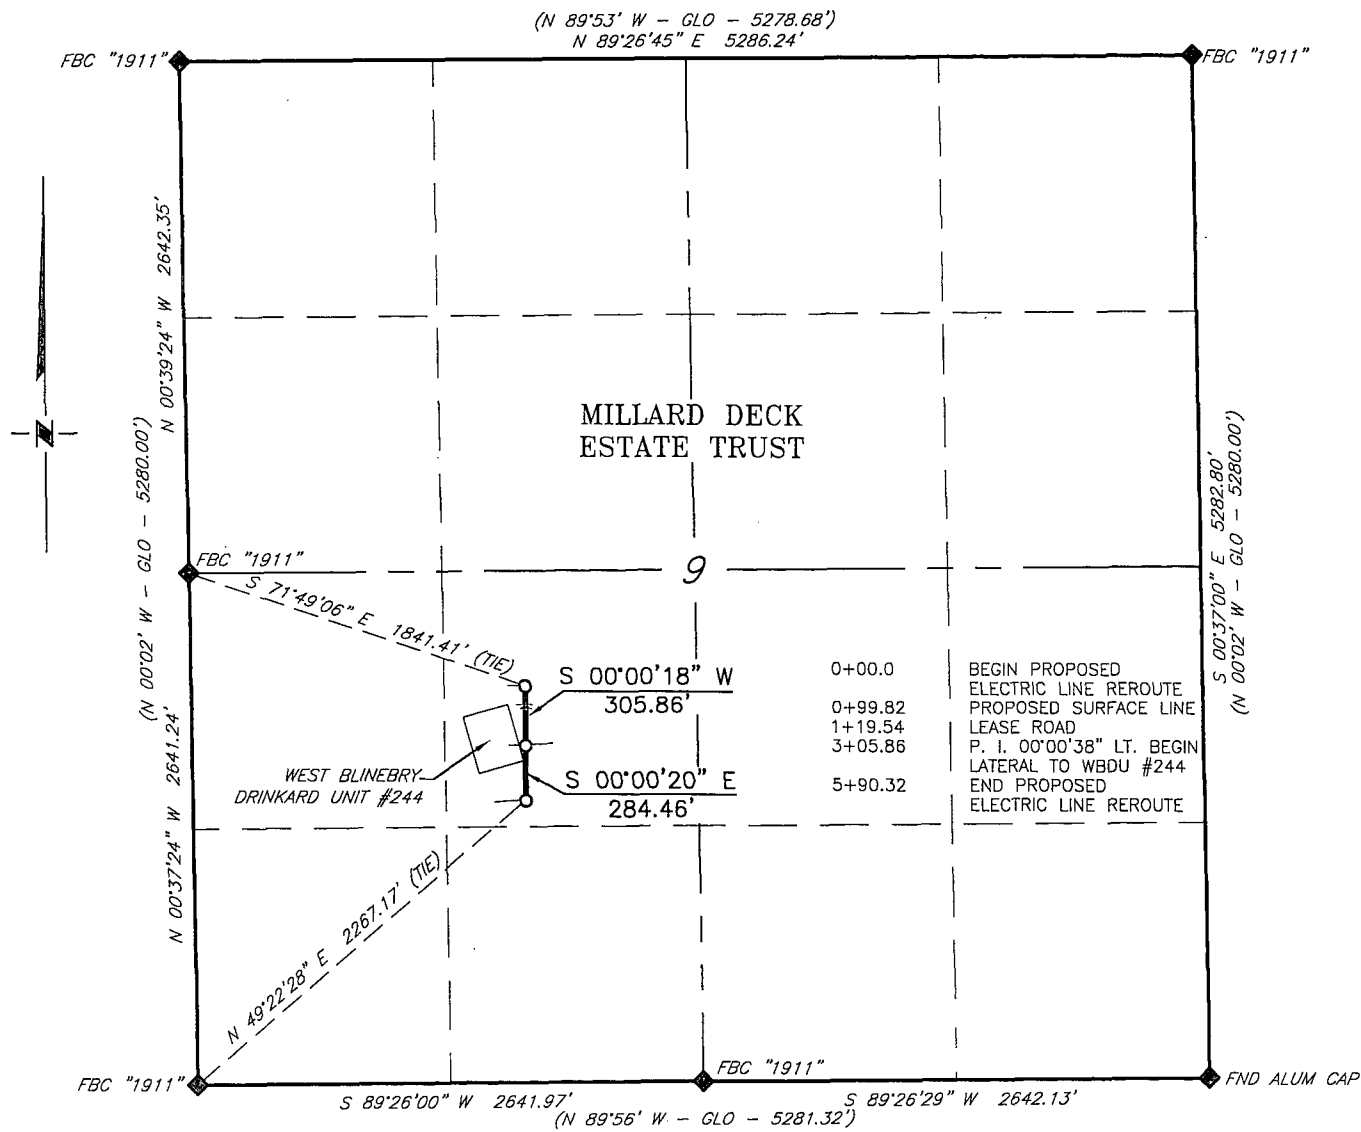 (N 89°53' W - GLO - 5278.68')
N 89°26'45" E 5286.24'
FBC "1911"
FBC "1911"
N 00°39'24" W 2642.35'
(N 00°02' W - GLO - 5280.00')
MILLARD DECK
ESTATE TRUST
S 00°37'00" E 5282.80'
(N 00°02' W - GLO - 5280.00')
FBC "1911"
9
S 71°49'06" E 1841.41' (TIE)
S 00°00'18" W
305.86'
0+00.0 BEGIN PROPOSED
ELECTRIC LINE REROUTE
0+99.82 PROPOSED SURFACE LINE
1+19.54 LEASE ROAD
3+05.86 P. I. 00°00'38" LT. BEGIN
LATERAL TO WBDU #244
5+90.32 END PROPOSED
ELECTRIC LINE REROUTE
WEST BLINEBRY
DRINKARD UNIT #244
S 00°00'20" E
284.46'
N 00°37'24" W 2641.24'
N 49°22'28" E 2267.17' (TIE)
FBC "1911"
FBC "1911"
FND ALUM CAP
S 89°26'00" W 2641.97'
S 89°26'29" W 2642.13'
(N 89°56' W - GLO - 5281.32')